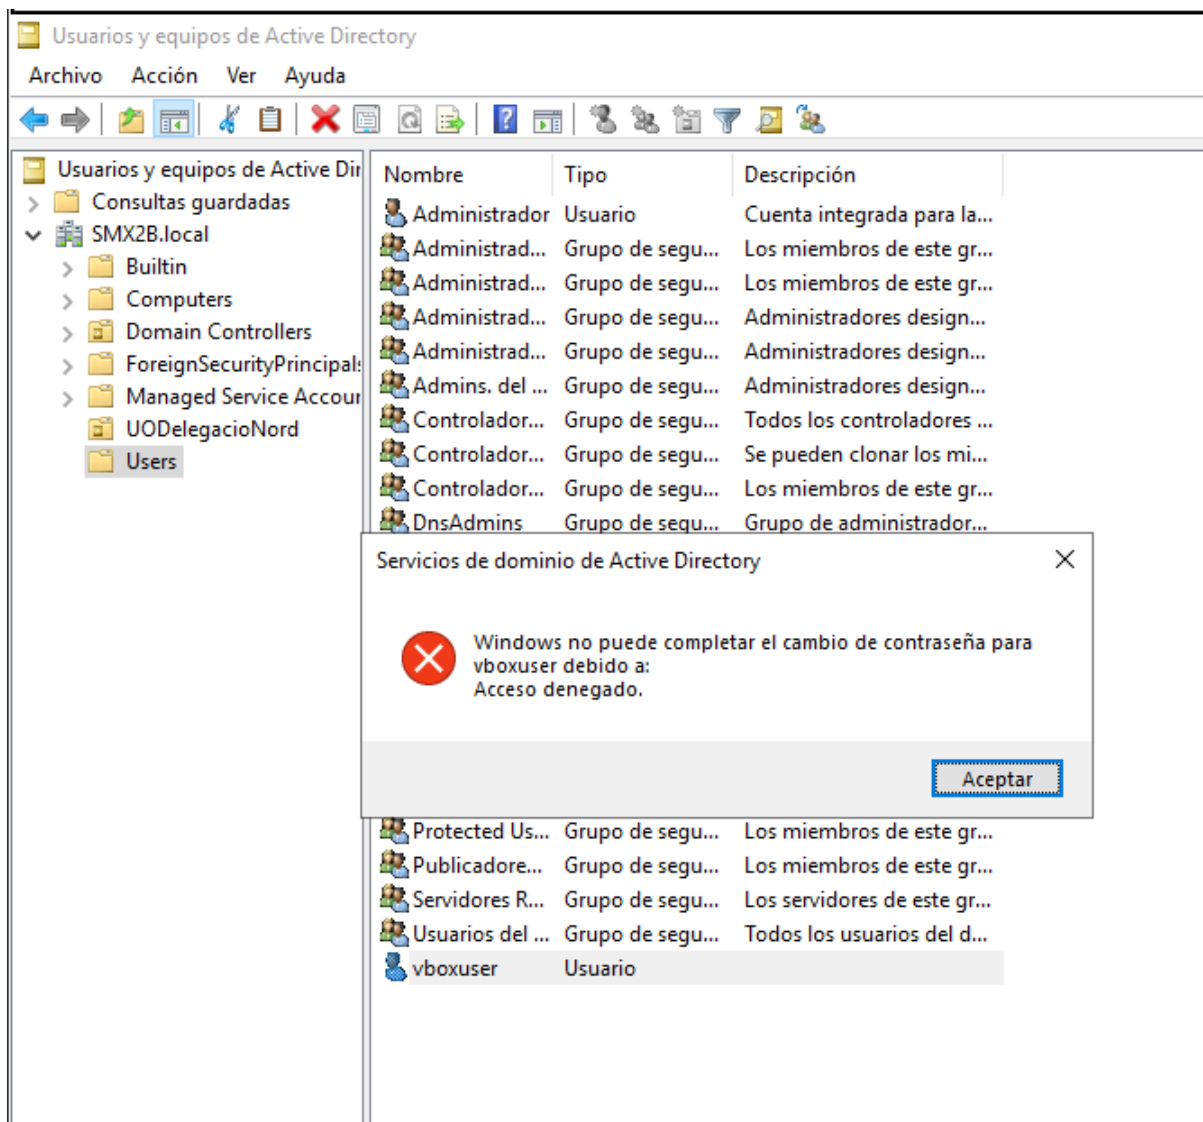 Usuarios y equipos de Active Directory
Archivo Acción Ver Ayuda
Usuarios y equipos de Active Dir
Consultas guardadas
SMX2B.local
Builtin
Computers
Domain Controllers
ForeignSecurityPrincipals
Managed Service Accour
UODelegacioNord
Users
Nombre Tipo Descripción
Administrador Usuario Cuenta integrada para la...
Administrad... Grupo de segu... Los miembros de este gr...
Administrad... Grupo de segu... Los miembros de este gr...
Administrad... Grupo de segu... Administradores design...
Administrad... Grupo de segu... Administradores design...
Admins. del ... Grupo de segu... Administradores design...
Controlador... Grupo de segu... Todos los controladores ...
Controlador... Grupo de segu... Se pueden clonar los mi...
Controlador... Grupo de segu... Los miembros de este gr...
DnsAdmins Grupo de segu... Grupo de administrador...
Servicios de dominio de Active Directory
Windows no puede completar el cambio de contraseña para
vboxuser debido a:
Acceso denegado.
Aceptar
Protected Us... Grupo de segu... Los miembros de este gr...
Publicadore... Grupo de segu... Los miembros de este gr...
Servidores R... Grupo de segu... Los servidores de este gr...
Usuarios del ... Grupo de segu... Todos los usuarios del d...
vboxuser Usuario